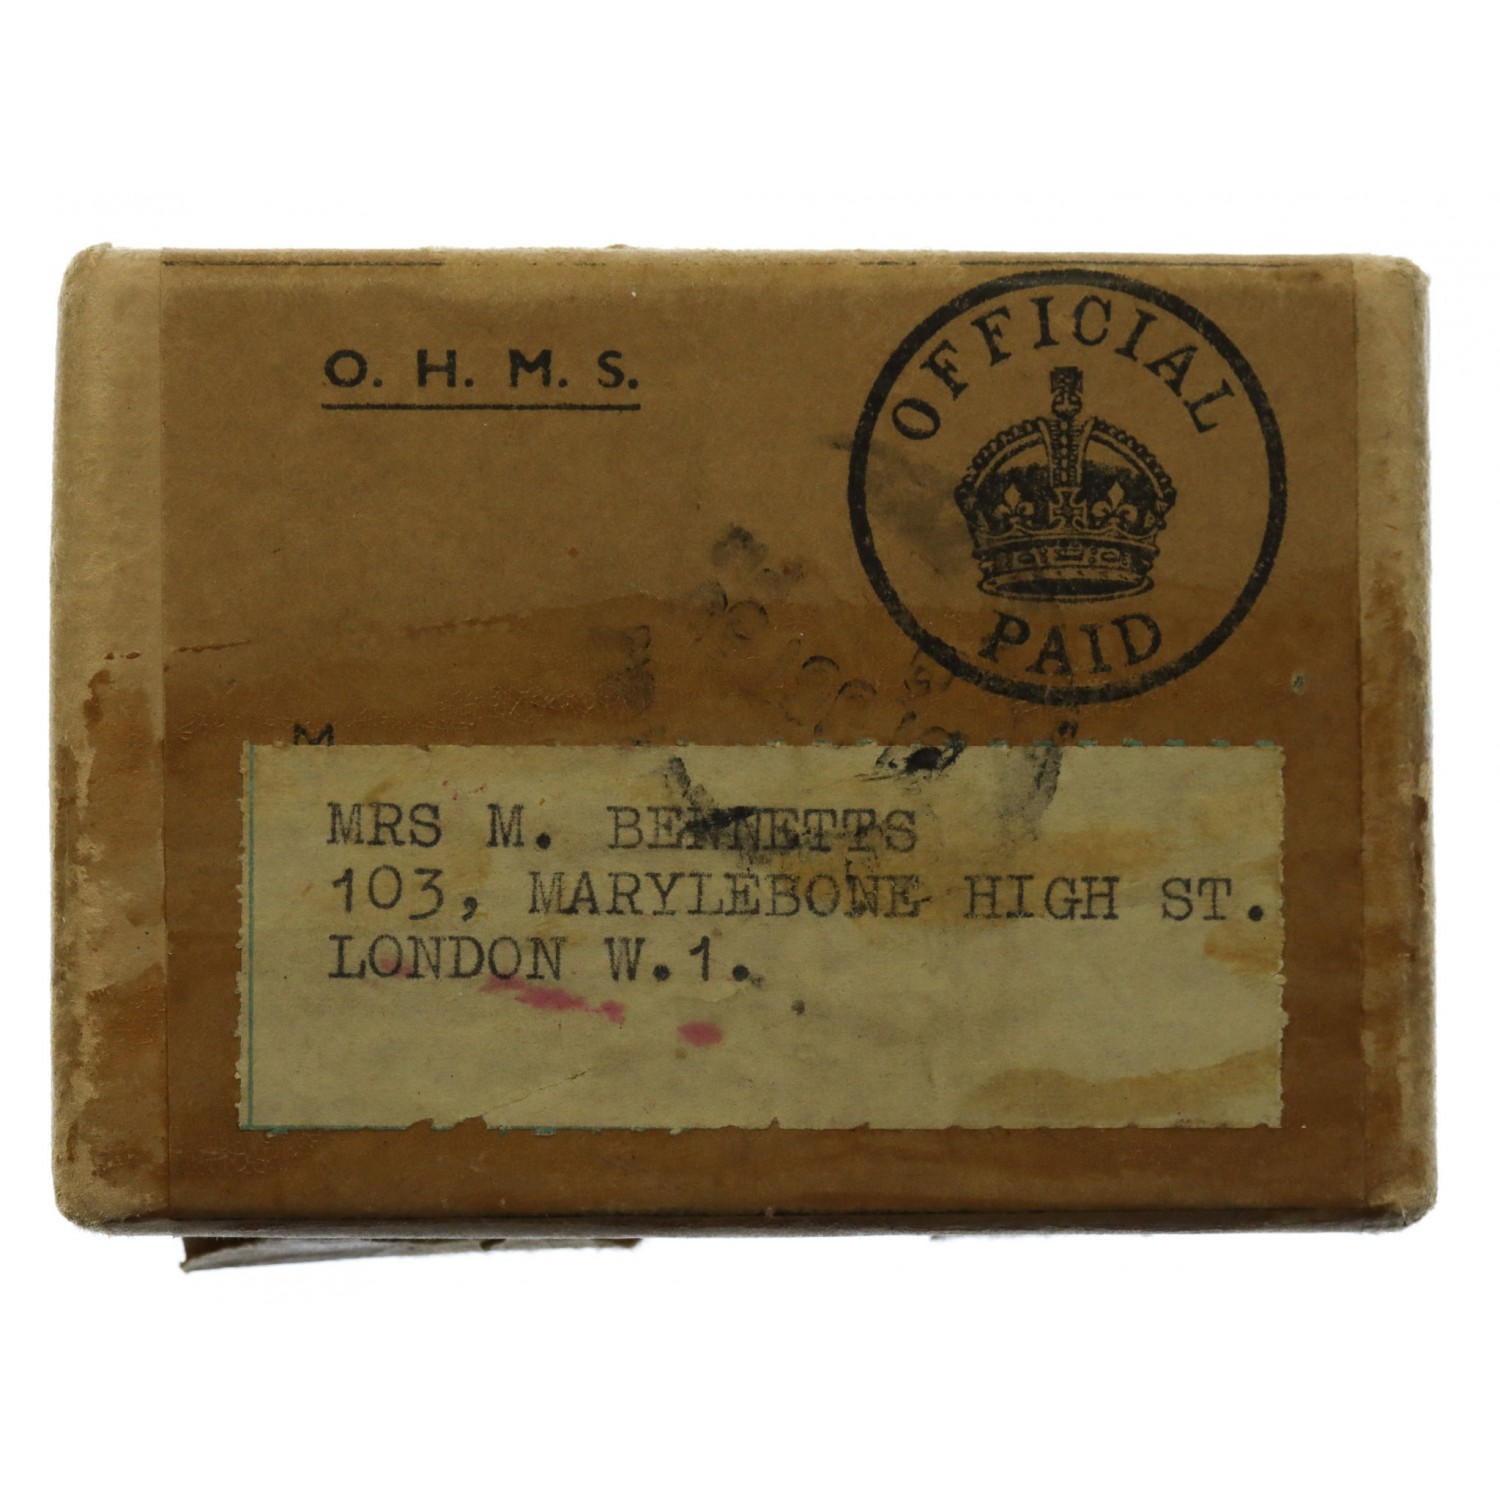 O. H. M. S.
OFFICIAL
PAID
M
MRS M. BENNETTS
103, MARYLEBONE HIGH ST.
LONDON W.1.